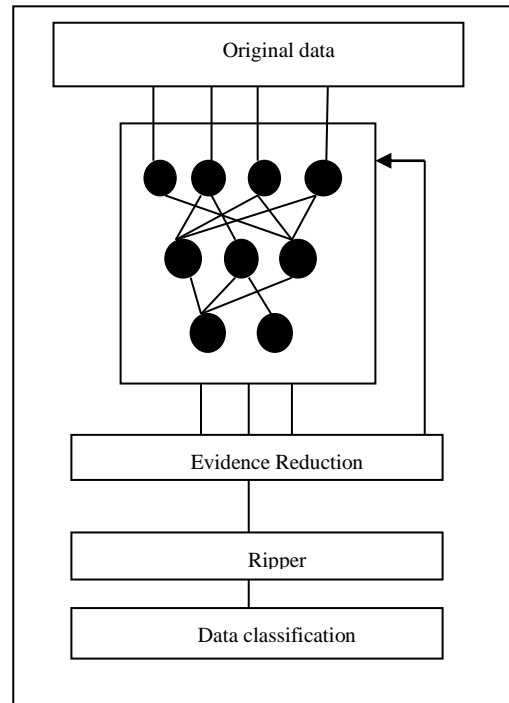 Original data
Evidence Reduction
Ripper
Data classification